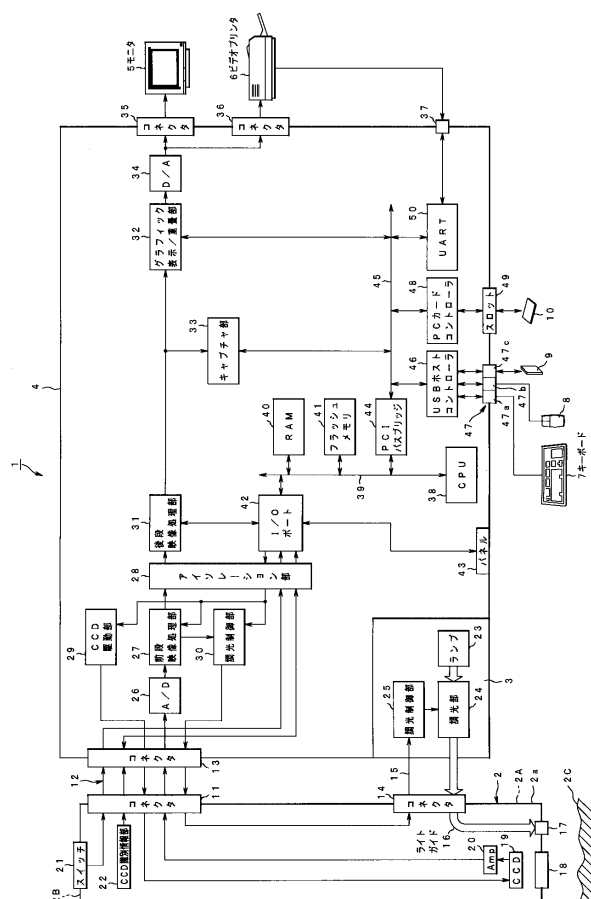 1
4
5モニタ
6ビデオプリンタ
35
コネクタ
36
コネクタ
37
34
D/A
32
グラフィック
表示/重畳部
33
キャプチャ部
45
50
UART
48
PCカード
コントローラ
49
スロット
10
46
USBホスト
コントローラ
47
47a
47b
47c
9
8
7キーボード
40
RAM
41
フラッシュ
メモリ
44
PCI
バスブリッジ
39
38
CPU
31
後段
映像処理部
42
I/O
ポート
43
パネル
28
アイソレーション部
29
CCD
駆動部
27
前段
映像処理部
30
調光制御部
26
A/D
13
コネクタ
12
11
コネクタ
21
スイッチ
22
CCD識別情報部
2B
3
23
ランプ
24
調光部
25
調光制御部
15
14
コネクタ
ライト
ガイド
16
20
Amp
19
CCD
18
17
2
2A
2a
2C